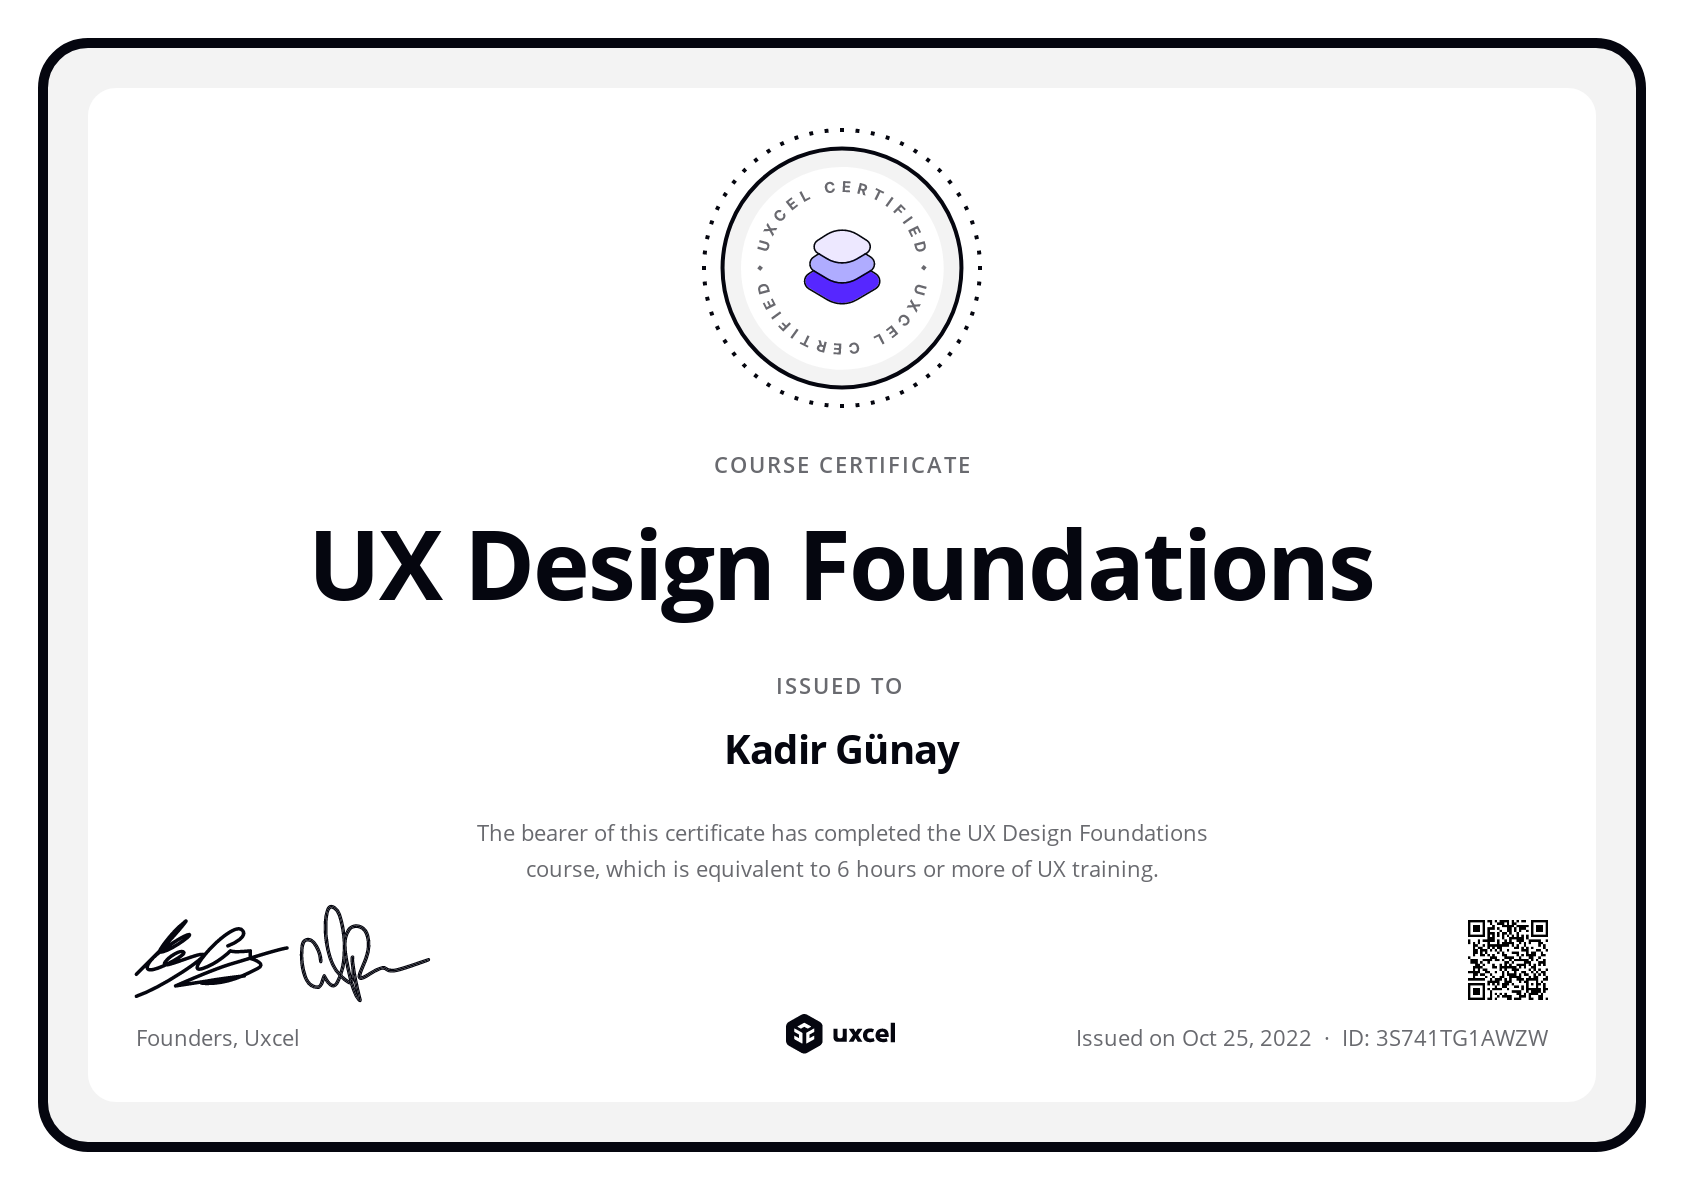 UXCEL CERTIFIED • UXCEL CERTIFIED •
COURSE CERTIFICATE
UX Design Foundations
ISSUED TO
Kadir Günay
The bearer of this certificate has completed the UX Design Foundations
course, which is equivalent to 6 hours or more of UX training.
Founders, Uxcel
uxcel
Issued on Oct 25, 2022 · ID: 3S741TG1AWZW